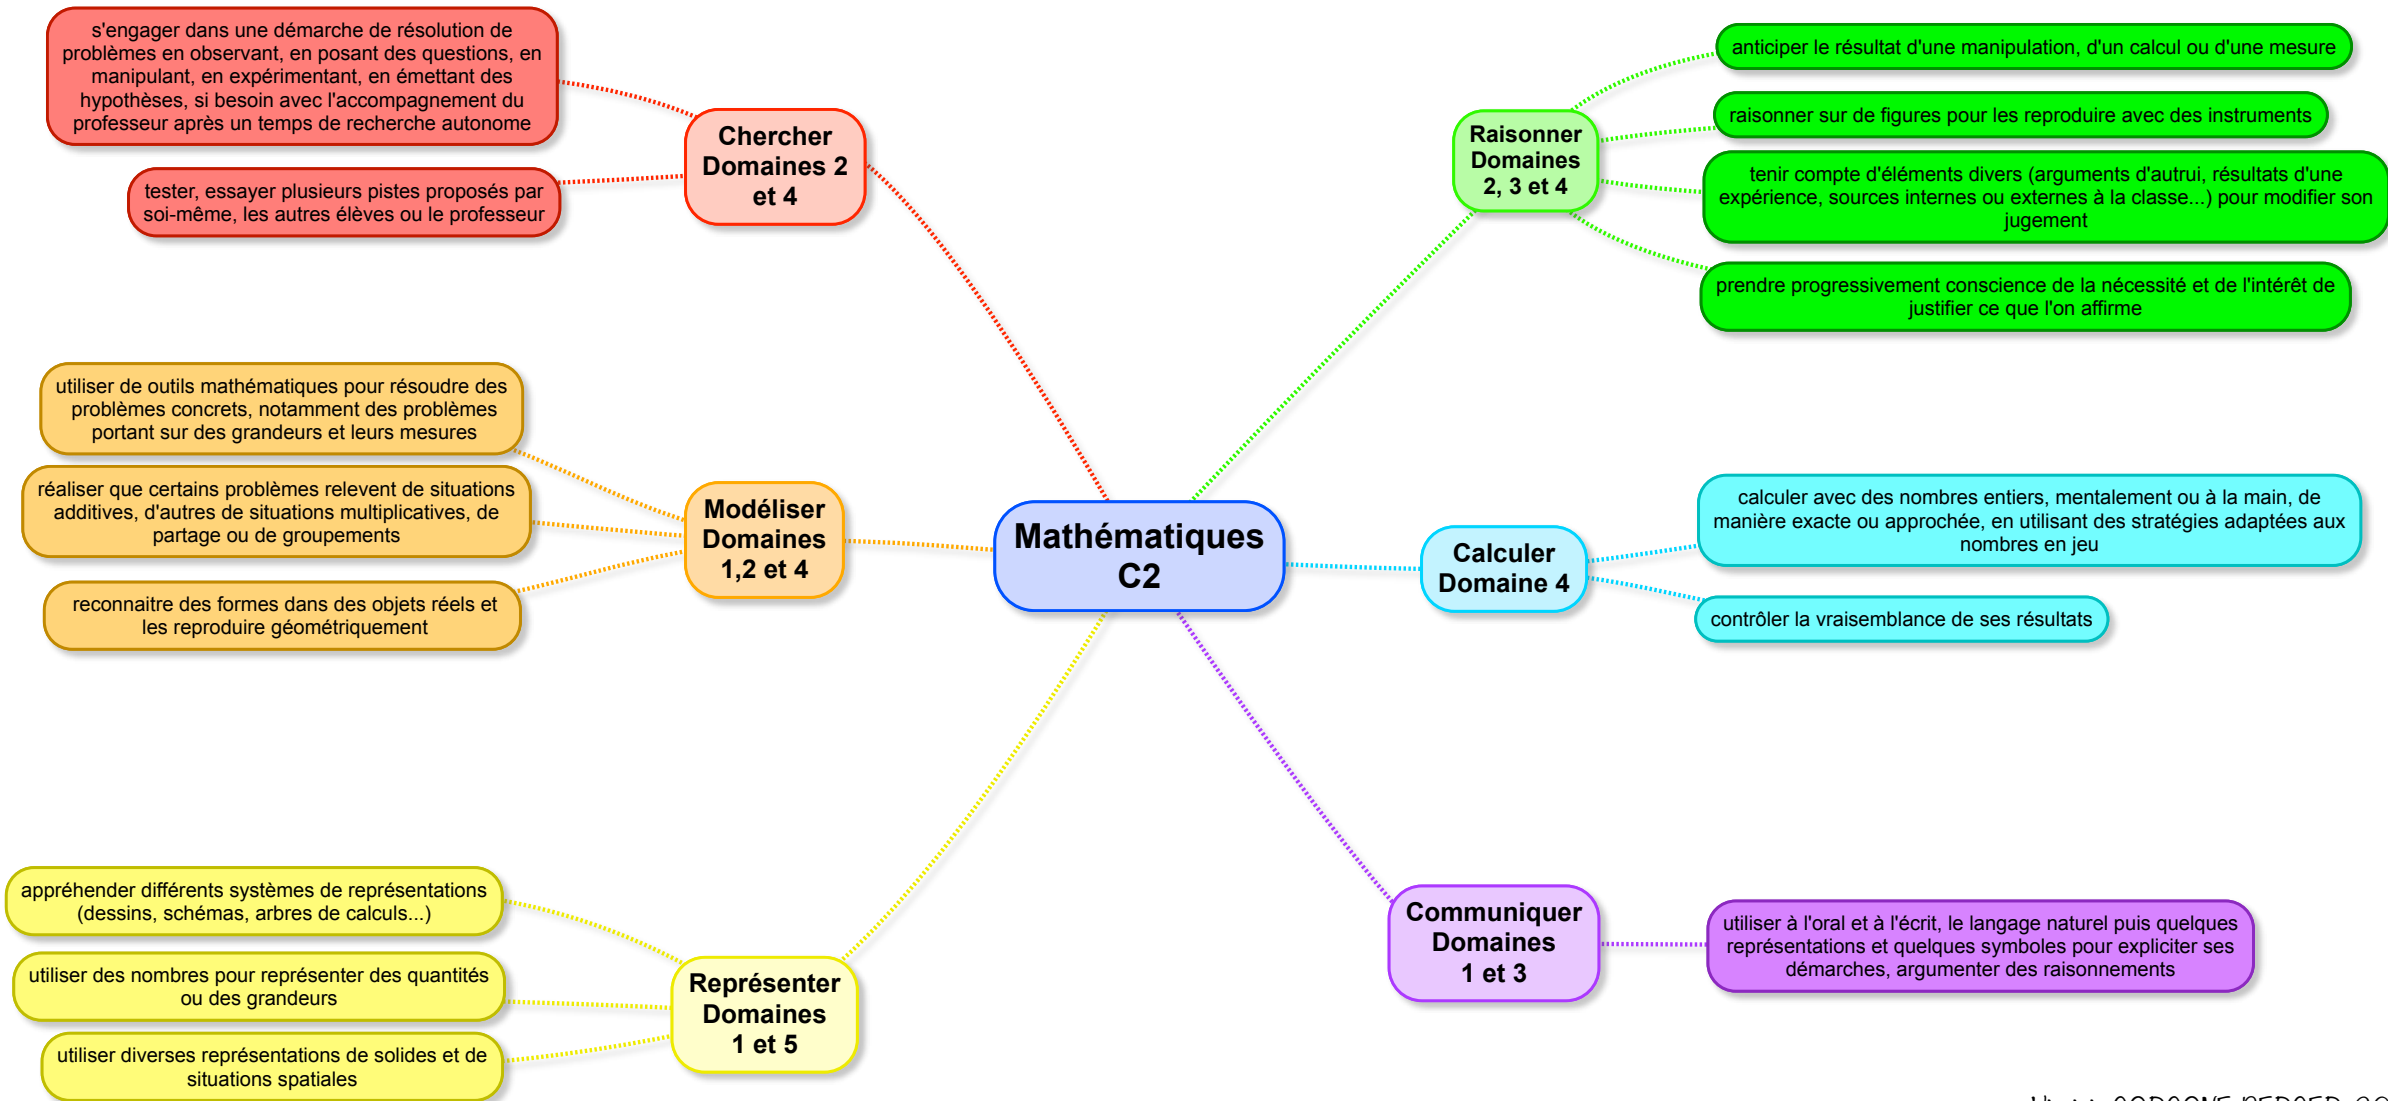 s'engager dans une démarche de résolution de
problèmes en observant, en posant des questions, en
manipulant, en expérimentant, en émettant des
hypothèses, si besoin avec l'accompagnement du
professeur après un temps de recherche autonome
tester, essayer plusieurs pistes proposés par
soi-même, les autres élèves ou le professeur
Chercher
Domaines 2
et 4
utiliser de outils mathématiques pour résoudre des
problèmes concrets, notamment des problèmes
portant sur des grandeurs et leurs mesures
réaliser que certains problèmes relevent de situations
additives, d'autres de situations multiplicatives, de
partage ou de groupements
reconnaitre des formes dans des objets réels et
les reproduire géométriquement
Modéliser
Domaines
1,2 et 4
appréhender différents systèmes de représentations
(dessins, schémas, arbres de calculs...)
utiliser des nombres pour représenter des quantités
ou des grandeurs
utiliser diverses représentations de solides et de
situations spatiales
Représenter
Domaines
1 et 5
Mathématiques
C2
Raisonner
Domaines
2, 3 et 4
anticiper le résultat d'une manipulation, d'un calcul ou d'une mesure
raisonner sur de figures pour les reproduire avec des instruments
tenir compte d'éléments divers (arguments d'autrui, résultats d'une
expérience, sources internes ou externes à la classe...) pour modifier son
jugement
prendre progressivement conscience de la nécessité et de l'intérêt de
justifier ce que l'on affirme
Calculer
Domaine 4
calculer avec des nombres entiers, mentalement ou à la main, de
manière exacte ou approchée, en utilisant des stratégies adaptées aux
nombres en jeu
contrôler la vraisemblance de ses résultats
Communiquer
Domaines
1 et 3
utiliser à l'oral et à l'écrit, le langage naturel puis quelques
représentations et quelques symboles pour expliciter ses
démarches, argumenter des raisonnements